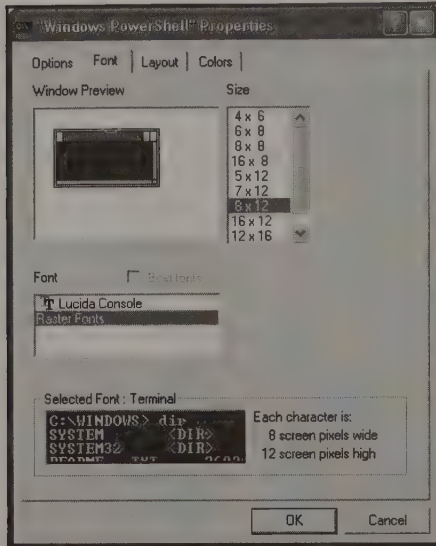 "Windows PowerShell" Properties
Options Font Layout Colors
Window Preview
Size
4 x 6
6 x 8
8 x 8
16 x 8
5 x 12
7 x 12
8 x 12
16 x 12
12 x 16
Font
Bold fonts
Lucida Console
Raster Fonts
Selected Font : Terminal
C:\WINDOWS> dir
SYSTEM <DIR>
SYSTEM32 <DIR>
README TXT
Each character is:
8 screen pixels wide
12 screen pixels high
OK Cancel